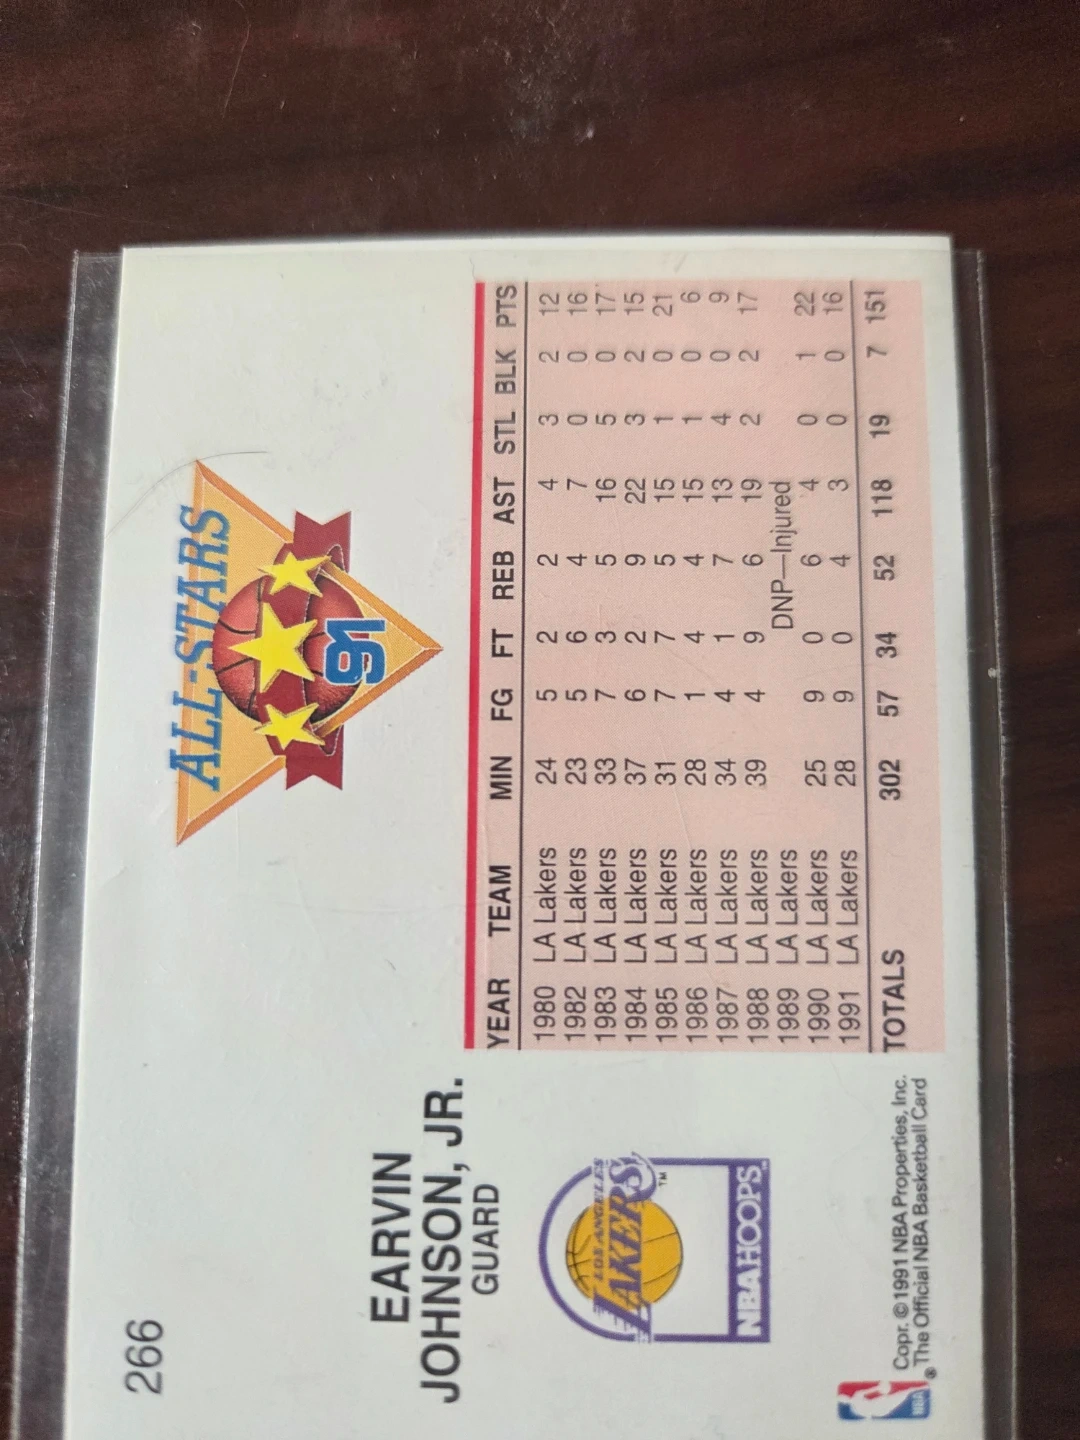 266
ALL-STARS
91
EARVIN
JOHNSON, JR.
GUARD
LOS ANGELES
LAKERS
TM
NBA HOOPS
YEAR TEAM MIN FG FT REB AST STL BLK PTS
1980 LA Lakers 24 5 2 2 4 3 2 12
1982 LA Lakers 23 5 6 4 7 0 0 16
1983 LA Lakers 33 7 3 5 16 5 0 17
1984 LA Lakers 37 6 2 9 22 3 2 15
1985 LA Lakers 31 7 7 5 15 1 0 21
1986 LA Lakers 28 1 4 4 15 1 0 6
1987 LA Lakers 34 4 1 7 13 4 0 9
1988 LA Lakers 39 4 9 6 19 2 2 17
1989 LA Lakers DNP—Injured
1990 LA Lakers 25 9 0 6 4 0 1 22
1991 LA Lakers 28 9 0 4 3 0 0 16
TOTALS 302 57 34 52 118 19 7 151
NBA
®
Copr. © 1991 NBA Properties, Inc.
The Official NBA Basketball Card